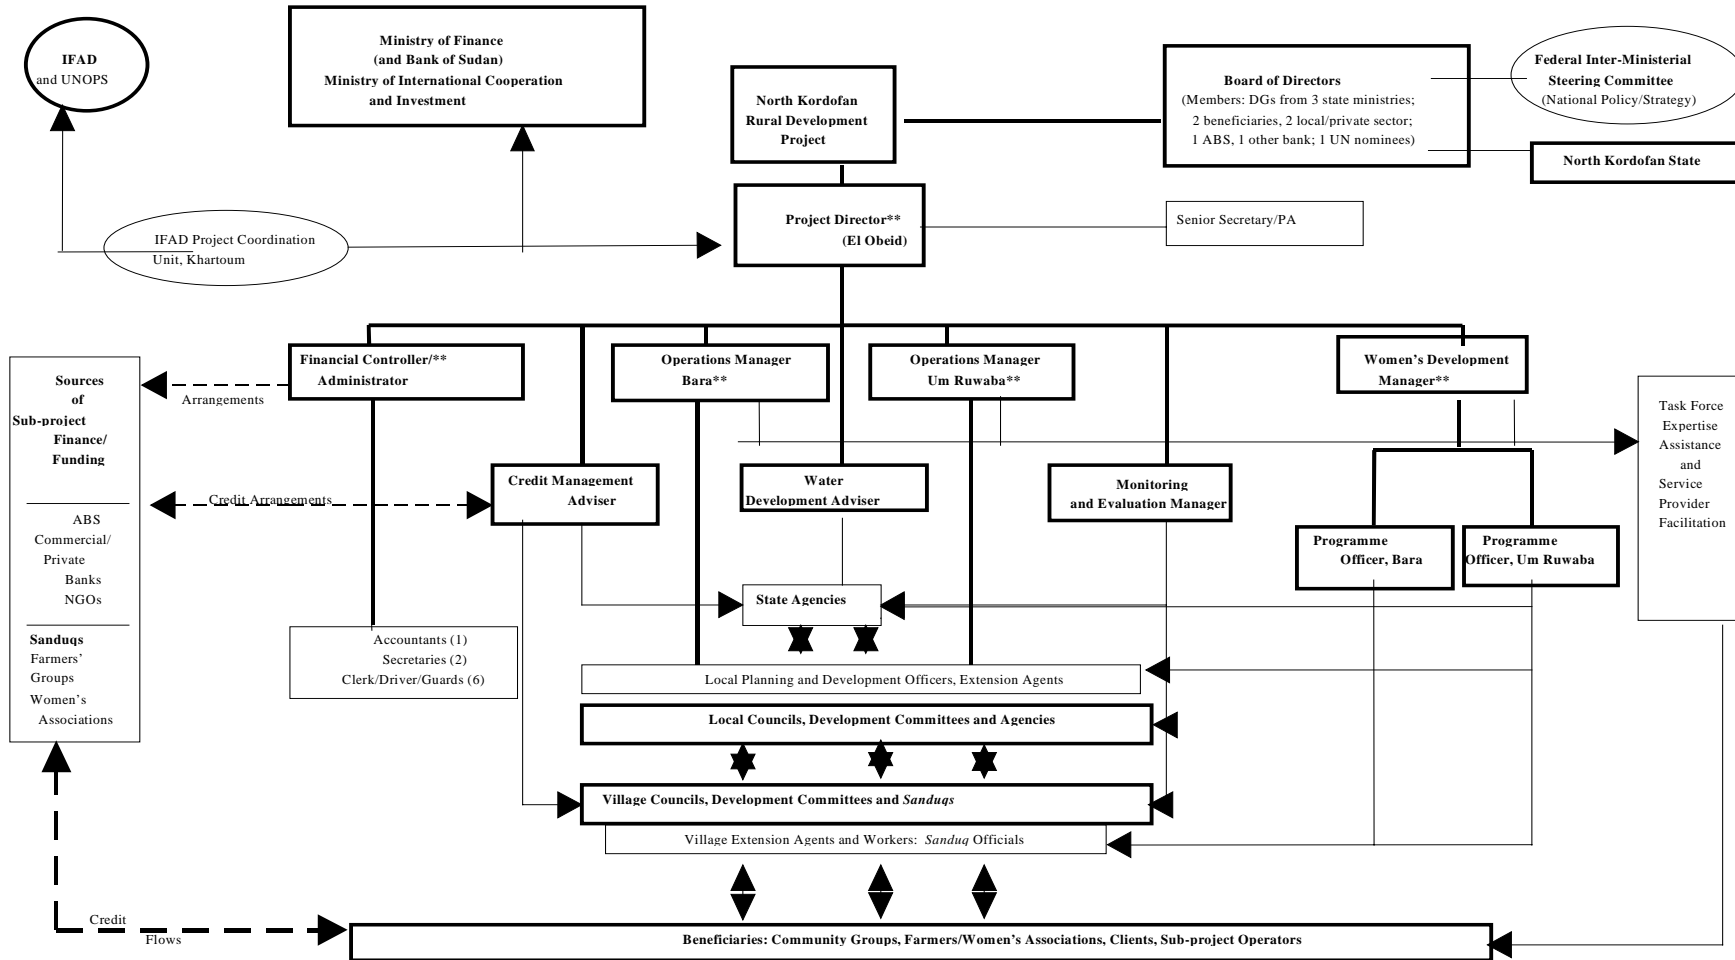 IFAD
and UNOPS
Ministry of Finance
(and Bank of Sudan)
Ministry of International Cooperation
and Investment
North Kordofan
Rural Development
Project
Board of Directors
(Members: DGs from 3 state ministries;
2 beneficiaries, 2 local/private sector;
1 ABS, 1 other bank; 1 UN nominees)
Federal Inter-Ministerial
Steering Committee
(National Policy/Strategy)
North Kordofan State
IFAD Project Coordination
Unit, Khartoum
Project Director**
(El Obeid)
Senior Secretary/PA
Sources
of
Sub-project
Finance/
Funding
ABS
Commercial/
Private
Banks
NGOs
Sanduqs
Farmers'
Groups
Women's
Associations
Arrangements
Financial Controller/**
Administrator
Operations Manager
Bara**
Operations Manager
Um Ruwaba**
Women's Development
Manager**
Task Force
Expertise
Assistance
and
Service
Provider
Facilitation
Credit Arrangements
Credit Management
Adviser
Water
Development Adviser
Monitoring
and Evaluation Manager
Programme
Officer, Bara
Programme
Officer, Um Ruwaba
State Agencies
Accountants (1)
Secretaries (2)
Clerk/Driver/Guards (6)
Local Planning and Development Officers, Extension Agents
Local Councils, Development Committees and Agencies
Village Councils, Development Committees and Sanduqs
Village Extension Agents and Workers: Sanduq Officials
Credit
Flows
Beneficiaries: Community Groups, Farmers/Women's Associations, Clients, Sub-project Operators